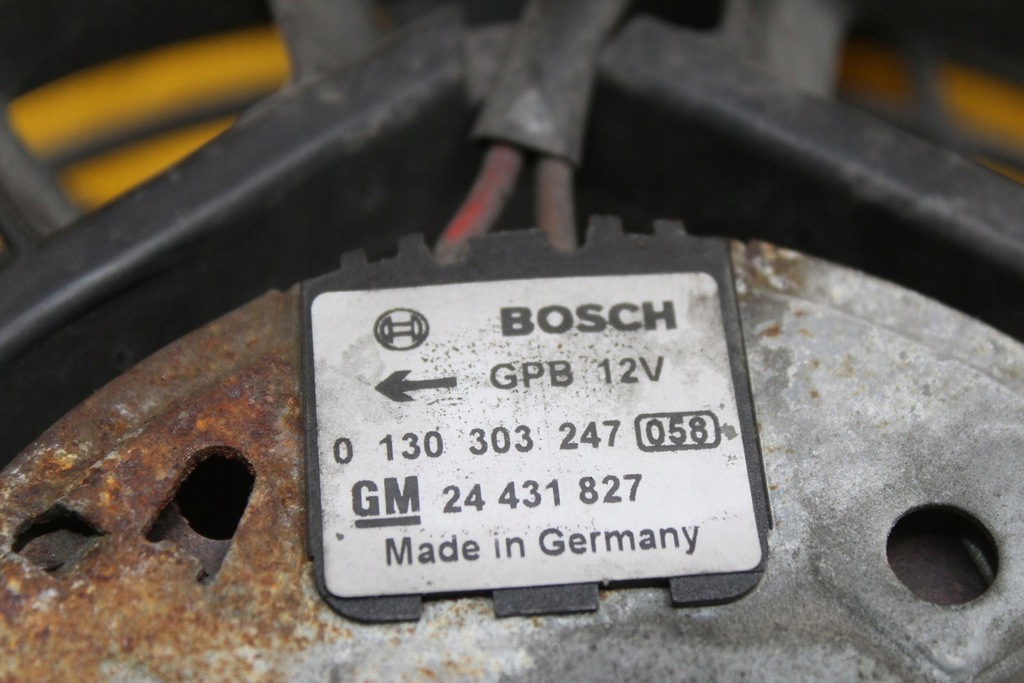 BOSCH
GPB 12V
0 130 303 247 058
GM 24 431 827
Made in Germany